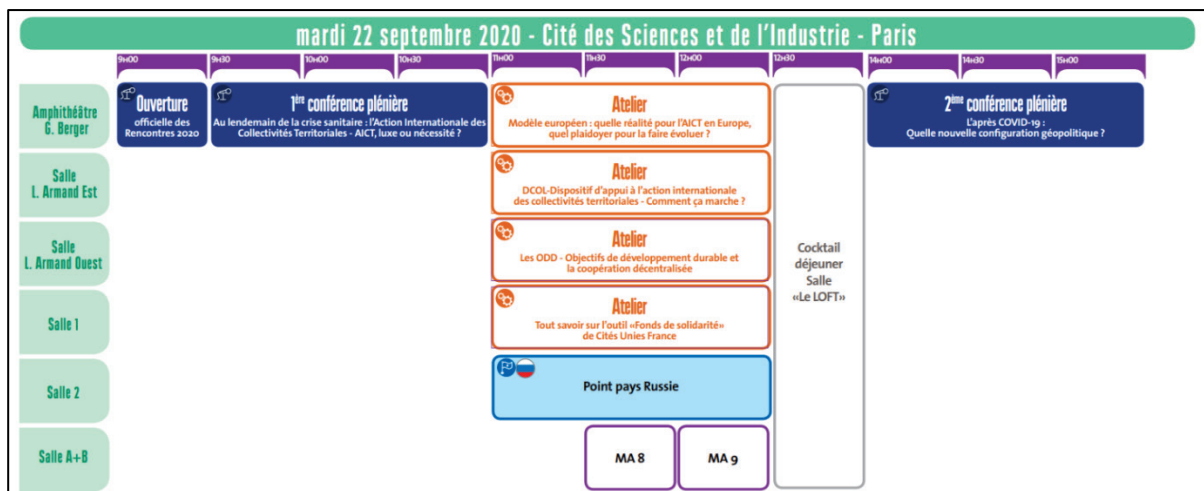 mardi 22 septembre 2020 - Cité des Sciences et de l'Industrie - Paris
9H00
9H30
10H00
10H30
11H00
11H30
12H00
12H30
14H00
14H30
15H00
Amphithéâtre
G. Berger
Ouverture
officielle des
Rencontres 2020
1ère conférence plénière
Au lendemain de la crise sanitaire : l'Action Internationale des
Collectivités Territoriales - AICT, luxe ou nécessité ?
Atelier
Modèle européen : quelle réalité pour l'AICT en Europe,
quel plaidoyer pour la faire évoluer ?
2ème conférence plénière
L'après COVID-19 :
Quelle nouvelle configuration géopolitique ?
Salle
L. Armand Est
Atelier
DCOL-Dispositif d'appui à l'action internationale
des collectivités territoriales - Comment ça marche ?
Salle
L. Armand Ouest
Atelier
Les ODD - Objectifs de développement durable et
la coopération décentralisée
Cocktail
déjeuner
Salle
«Le LOFT»
Salle 1
Atelier
Tout savoir sur l'outil «Fonds de solidarité»
de Cités Unies France
Salle 2
Point pays Russie
Salle A+B
MA 8
MA 9